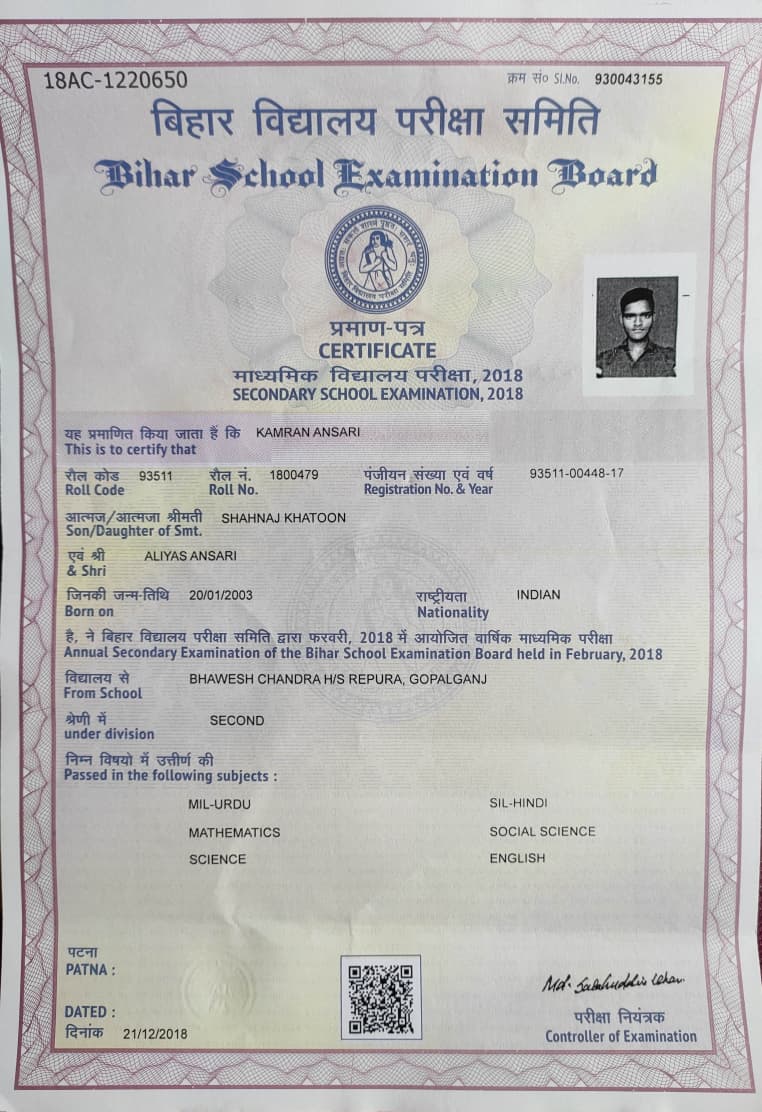 18AC-1220650 क्रम सं० Sl.No. 930043155
बिहार विद्यालय परीक्षा समिति
Bihar School Examination Board
प्रमाण-पत्र
CERTIFICATE
माध्यमिक विद्यालय परीक्षा, 2018
SECONDARY SCHOOL EXAMINATION, 2018
यह प्रमाणित किया जाता है कि KAMRAN ANSARI
This is to certify that
रौल कोड 93511 रौल नं. 1800479 पंजीयन संख्या एवं वर्ष 93511-00448-17
Roll Code Roll No. Registration No. & Year
आत्मज/आत्मजा श्रीमती SHAHNAJ KHATOON
Son/Daughter of Smt.
एवं श्री ALIYAS ANSARI
& Shri
जिनकी जन्म-तिथि 20/01/2003 राष्ट्रीयता INDIAN
Born on Nationality
है, ने बिहार विद्यालय परीक्षा समिति द्वारा फरवरी, 2018 में आयोजित वार्षिक माध्यमिक परीक्षा
Annual Secondary Examination of the Bihar School Examination Board held in February, 2018
विद्यालय से BHAWESH CHANDRA H/S REPURA, GOPALGANJ
From School
श्रेणी में SECOND
under division
निम्न विषयो में उत्तीर्ण की
Passed in the following subjects :
MIL-URDU SIL-HINDI
MATHEMATICS SOCIAL SCIENCE
SCIENCE ENGLISH
पटना
PATNA :
DATED :
दिनांक 21/12/2018
परीक्षा नियंत्रक
Controller of Examination